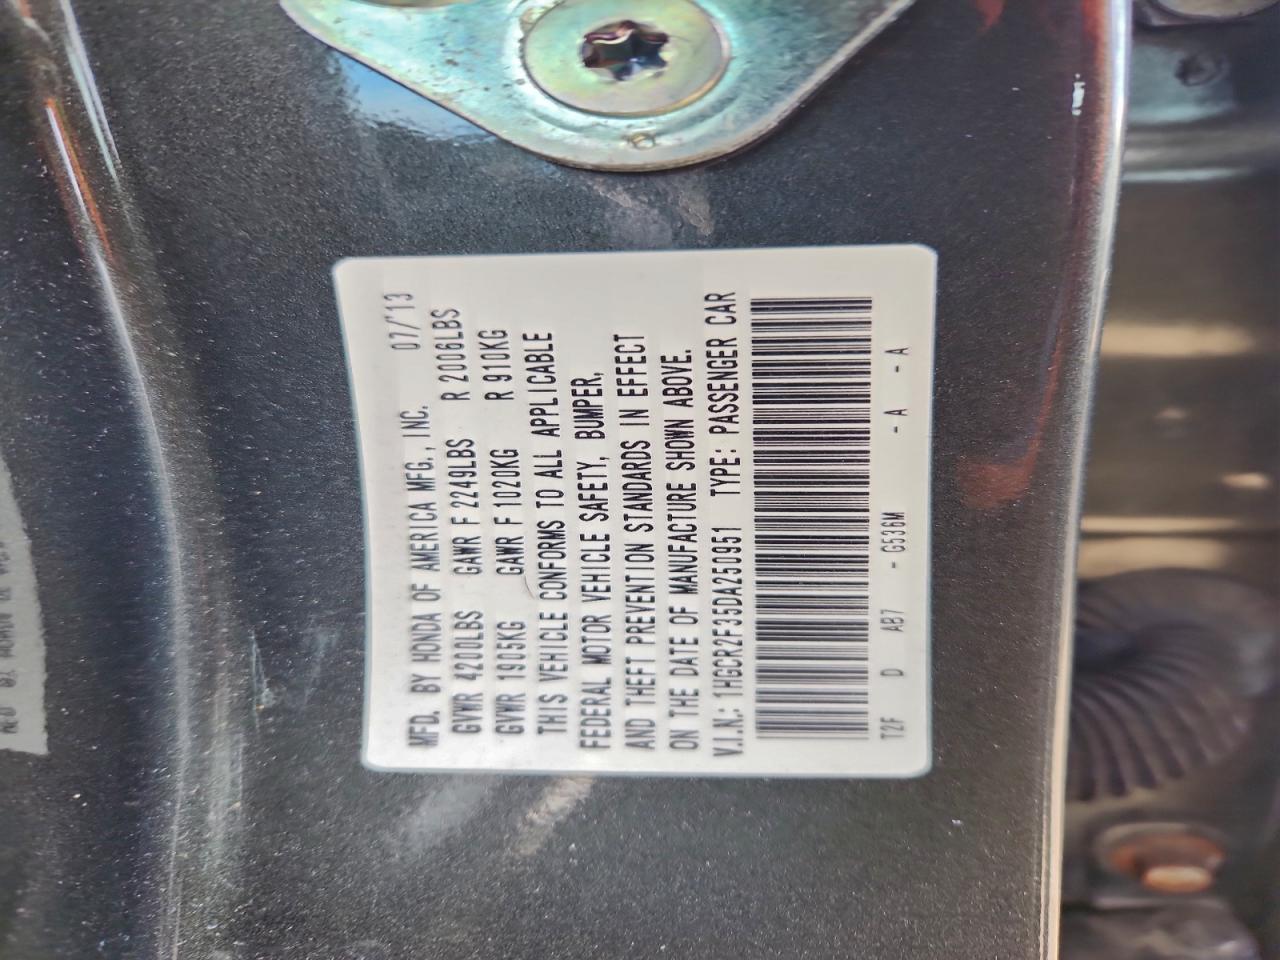 MFD. BY HONDA OF AMERICA MFG., INC. 07/'13
GVWR 4200LBS GAWR F 2249LBS R 2006LBS
GVWR 1905KG GAWR F 1020KG R 910KG
THIS VEHICLE CONFORMS TO ALL APPLICABLE
FEDERAL MOTOR VEHICLE SAFETY, BUMPER,
AND THEFT PREVENTION STANDARDS IN EFFECT
ON THE DATE OF MANUFACTURE SHOWN ABOVE.
V.I.N.: 1HGCR2F35DA250951 TYPE: PASSENGER CAR
T2F D AB7 - G536M -A -A